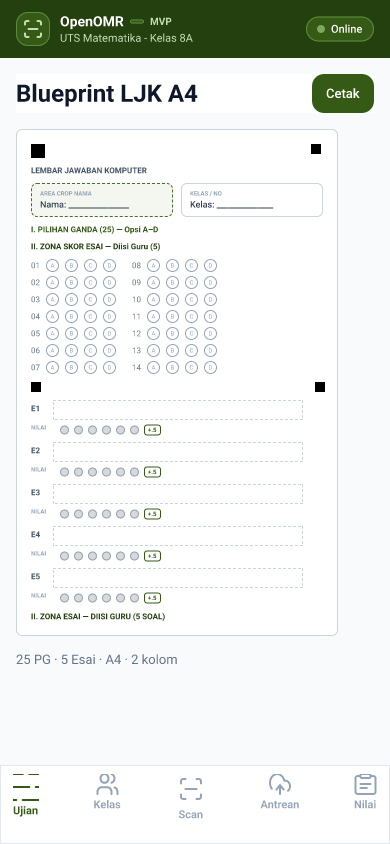 OpenOMR MVP
UTS Matematika - Kelas 8A
Online
Blueprint LJK A4
Cetak
LEMBAR JAWABAN KOMPUTER
AREA CROP NAMA
Nama: _______________
KELAS / NO
Kelas: ______________
I. PILIHAN GANDA (25) — Opsi A–D
II. ZONA SKOR ESAI — Diisi Guru (5)
01 A B C D 08 A B C D
02 A B C D 09 A B C D
03 A B C D 10 A B C D
04 A B C D 11 A B C D
05 A B C D 12 A B C D
06 A B C D 13 A B C D
07 A B C D 14 A B C D
E1
NILAI +.5
E2
NILAI +.5
E3
NILAI +.5
E4
NILAI +.5
E5
NILAI +.5
II. ZONA ESAI — DIISI GURU (5 SOAL)
25 PG · 5 Esai · A4 · 2 kolom
Ujian
Kelas
Scan
Antrean
Nilai